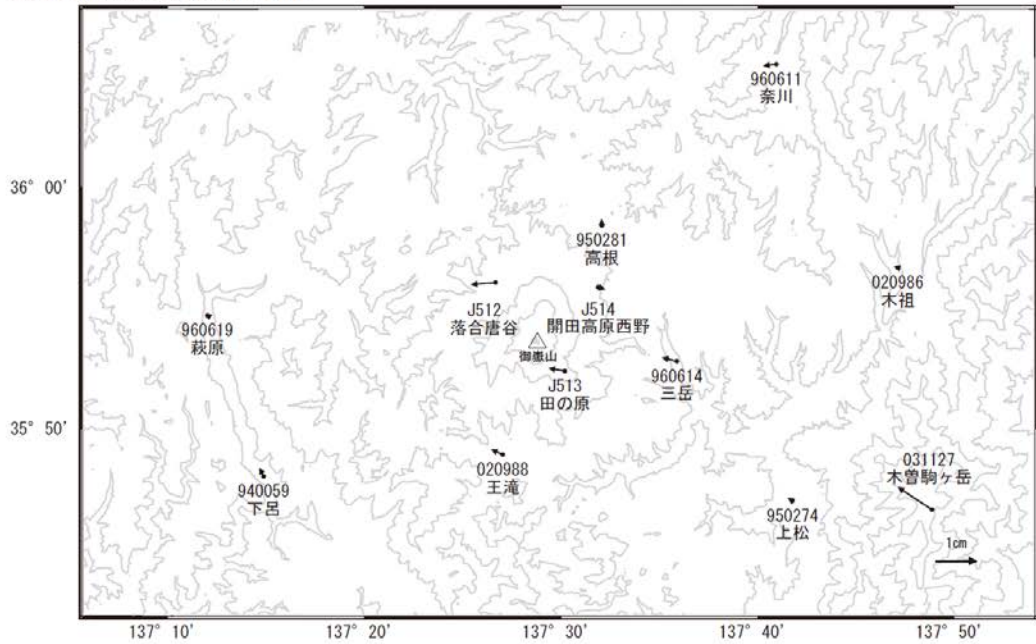 960611
奈川
36° 00′
950281
高根
020986
木祖
J512
落合唐谷
J514
開田高原西野
960619
萩原
御嶽山
J513
田の原
960614
三岳
35° 50′
020988
王滝
031127
木曽駒ヶ岳
940059
下呂
950274
上松
1cm
137° 10′
137° 20′
137° 30′
137° 40′
137° 50′